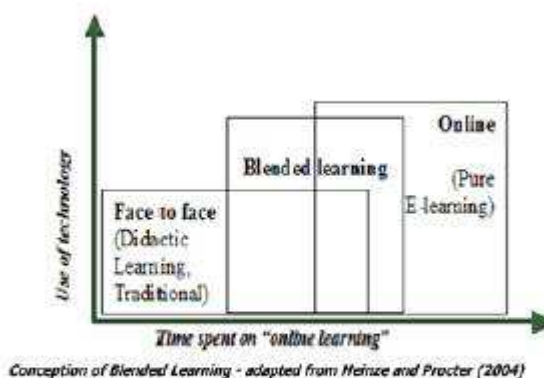 Use of technology
Online
Blended learning
(Pure
E-learning)
Face to face
(Didactic
Learning,
Traditional)
Time spent on "online learning"
Conception of Blended Learning - adapted from Heinze and Procter (2004)